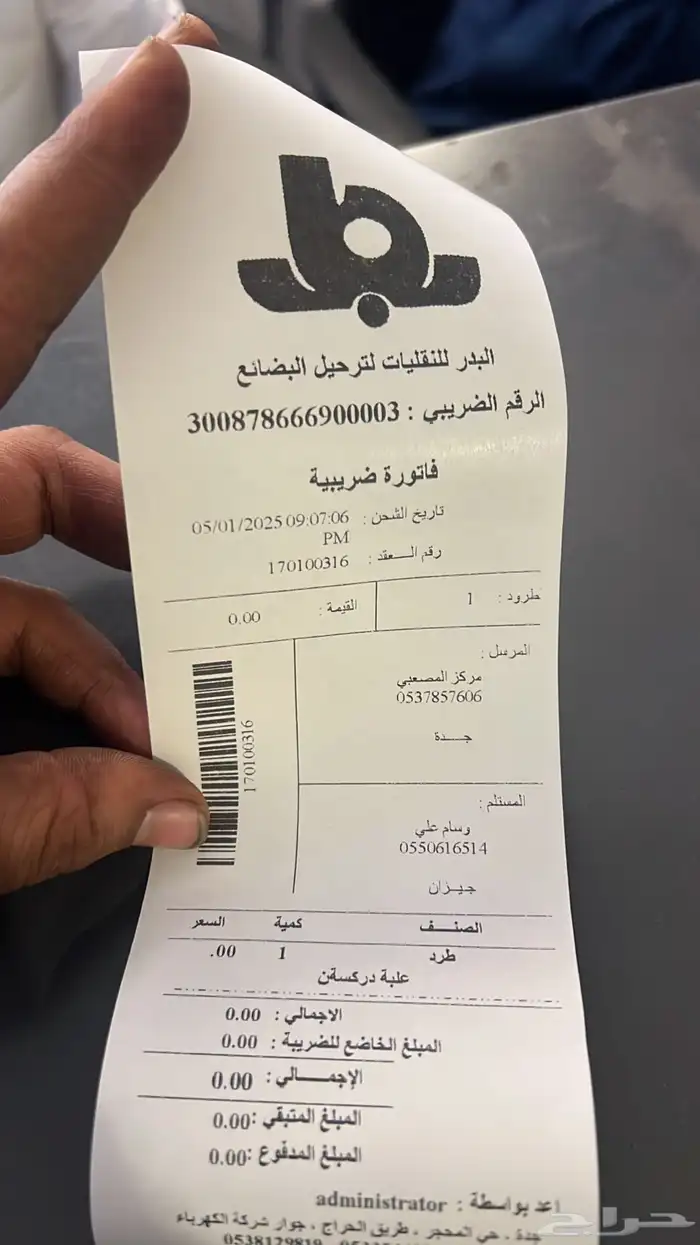 البدر للنقليات لترحيل البضائع
الرقم الضريبي : 300878666900003
فاتورة ضريبية
تاريخ الشحن : 05/01/2025 09:07:06
PM
رقم العقد : 170100316
طرود : 1 القيمة : 0.00
المرسل :
مركز المصعبي
0537857606
جدة
170100316
المستلم :
وسام علي
0550616514
جيزان
الصنف كمية السعر
طرد 1 .00
علبة دركسةن
الاجمالي : 0.00
المبلغ الخاضع للضريبة : 0.00
الإجمالي : 0.00
المبلغ المتبقي : 0.00
المبلغ المدفوع : 0.00
اعد بواسطة : administrator
جدة ، حي المحجر ، طريق الحراج ، جوار شركة الكهرباء
0538129819
حراج